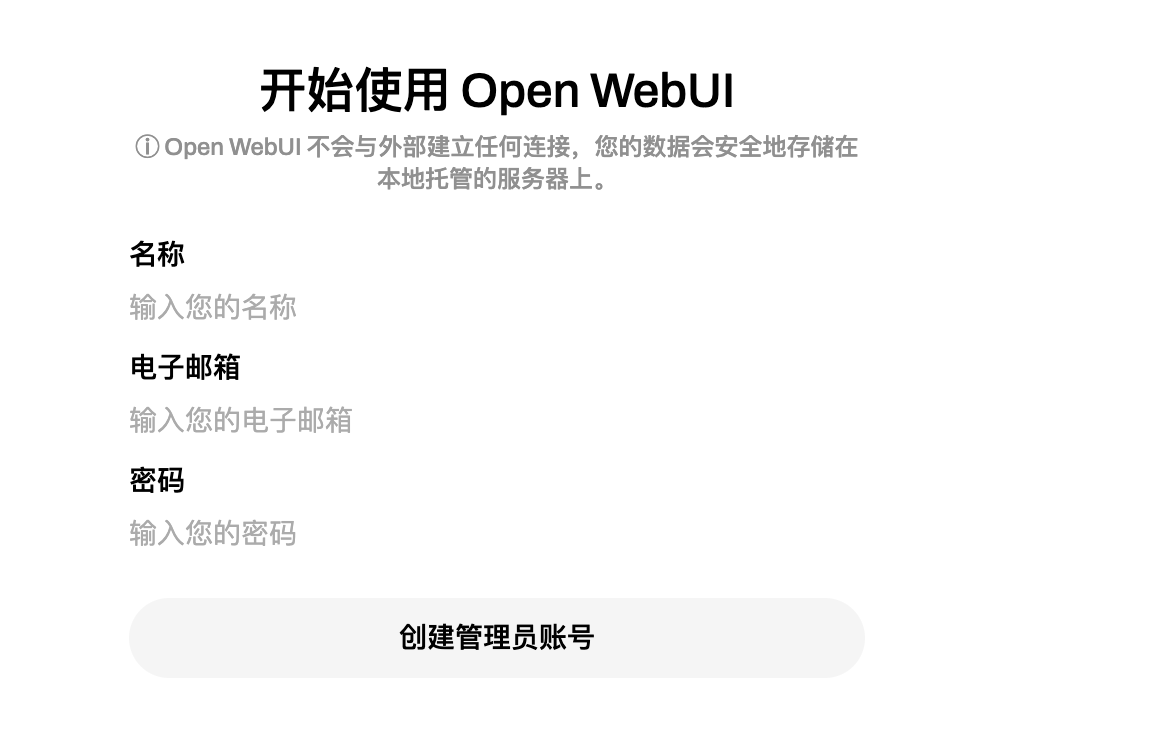 开始使用 Open WebUI
ⓘ Open WebUI 不会与外部建立任何连接，您的数据会安全地存储在
本地托管的服务器上。
名称
输入您的名称
电子邮箱
输入您的电子邮箱
密码
输入您的密码
创建管理员账号